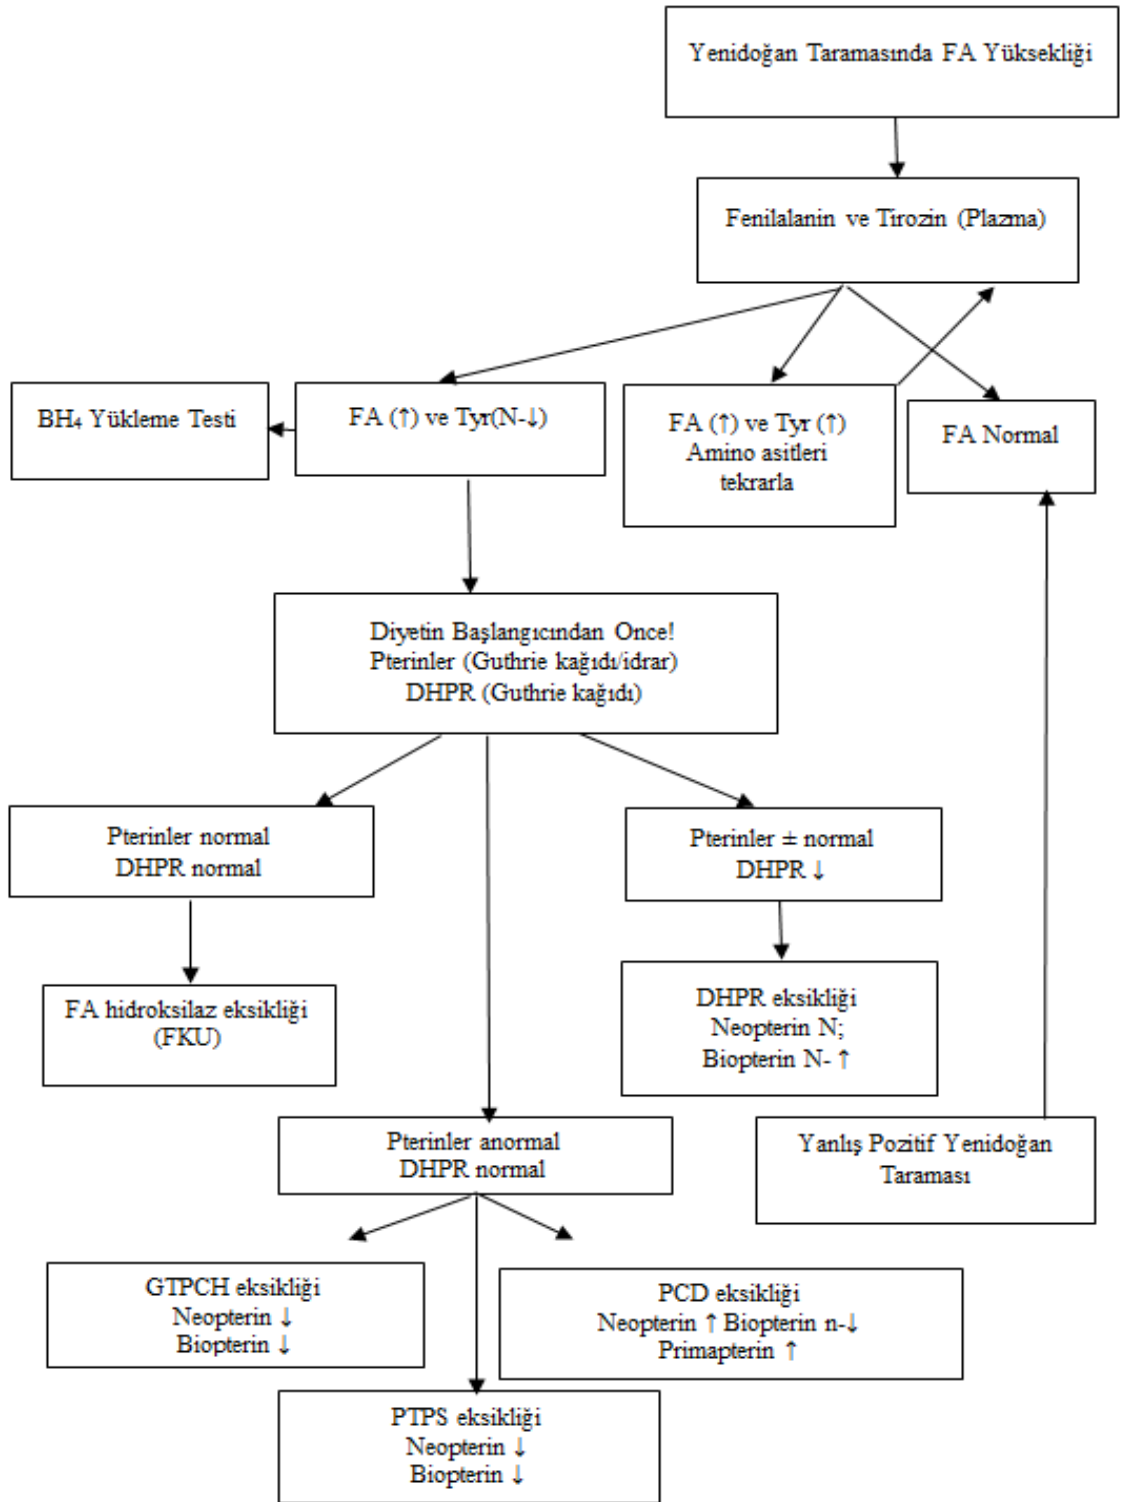 Yenidoğan Taramasında FA Yüksekliği
Fenilalanin ve Tirozin (Plazma)
BH₄ Yükleme Testi
FA (↑) ve Tyr(N-↓)
FA (↑) ve Tyr (↑)
Amino asitleri
tekrarla
FA Normal
Diyetin Başlangıcından Once!
Pterinler (Guthrie kağıdı/idrar)
DHPR (Guthrie kağıdı)
Pterinler normal
DHPR normal
Pterinler ± normal
DHPR ↓
FA hidroksilaz eksikliği
(FKU)
DHPR eksikliği
Neopterin N;
Biopterin N- ↑
Pterinler anormal
DHPR normal
Yanlış Pozitif Yenidoğan
Taraması
GTPCH eksikliği
Neopterin ↓
Biopterin ↓
PCD eksikliği
Neopterin ↑ Biopterin n-↓
Primapterin ↑
PTPS eksikliği
Neopterin ↓
Biopterin ↓